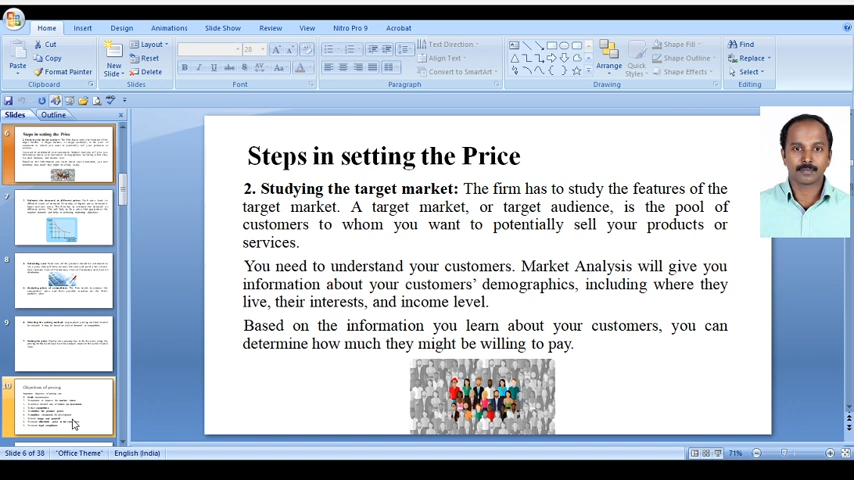 Home Insert Design Animations Slide Show Review View Nitro Pro 9 Acrobat
Cut
Copy
Format Painter
Paste
Clipboard
New
Slide
Layout
Reset
Delete
Slides
28
Font
Text Direction
Align Text
Convert to SmartArt
Paragraph
Arrange
Quick
Styles
Shape Fill
Shape Outline
Shape Effects
Drawing
Find
Replace
Select
Editing
Slides Outline
6
Steps in setting the Price
7
8
9
10
Objectives of pricing
Steps in setting the Price
2. Studying the target market: The firm has to study the features of the
target market. A target market, or target audience, is the pool of
customers to whom you want to potentially sell your products or
services.
You need to understand your customers. Market Analysis will give you
information about your customers’ demographics, including where they
live, their interests, and income level.
Based on the information you learn about your customers, you can
determine how much they might be willing to pay.
Slide 6 of 38 "Office Theme" English (India) 71%